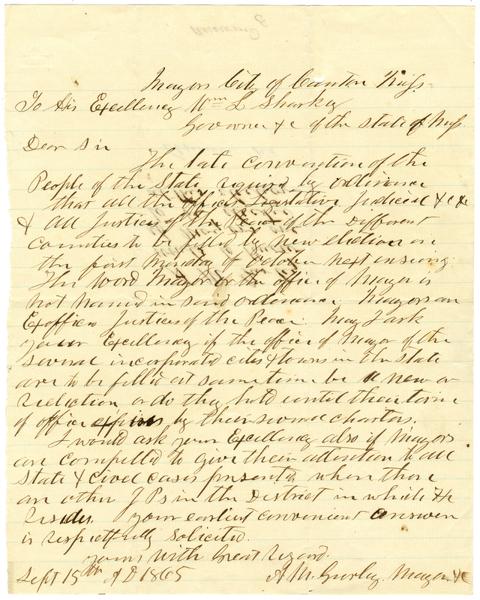 Mayors City of Canton Miss.
To His Excellency Wm L Sharkey
Governor &c of the State of Miss.
Dear Sir
The late convention of the
People of the State required by ordinance
that all the offices Legislative Judicial &c &c
& all Justices of the of the Different
Counties to be filled by new election on
the first Monday of October next ensuing.
The word Mayor or the office of Mayor is
not named in said ordinance. Mayors are
Exofficio Justices of the Peace. May I ask
your Excellency if the office of Mayor of the
several incorporated cities & towns in the state
are to be filled at same time by a new
election or do they hold until their term
of office expires by their several charters.
I would ask your Excellency also if Mayors
are compelled to give their attention to all
State & civil cases presented when there
are other J Ps in the District in which He
Resides. Your earliest convenient answer
is respectfully solicited.
Yours With Great Regard.
Sept 15th A D 1865 A M Gurley Mayor &c